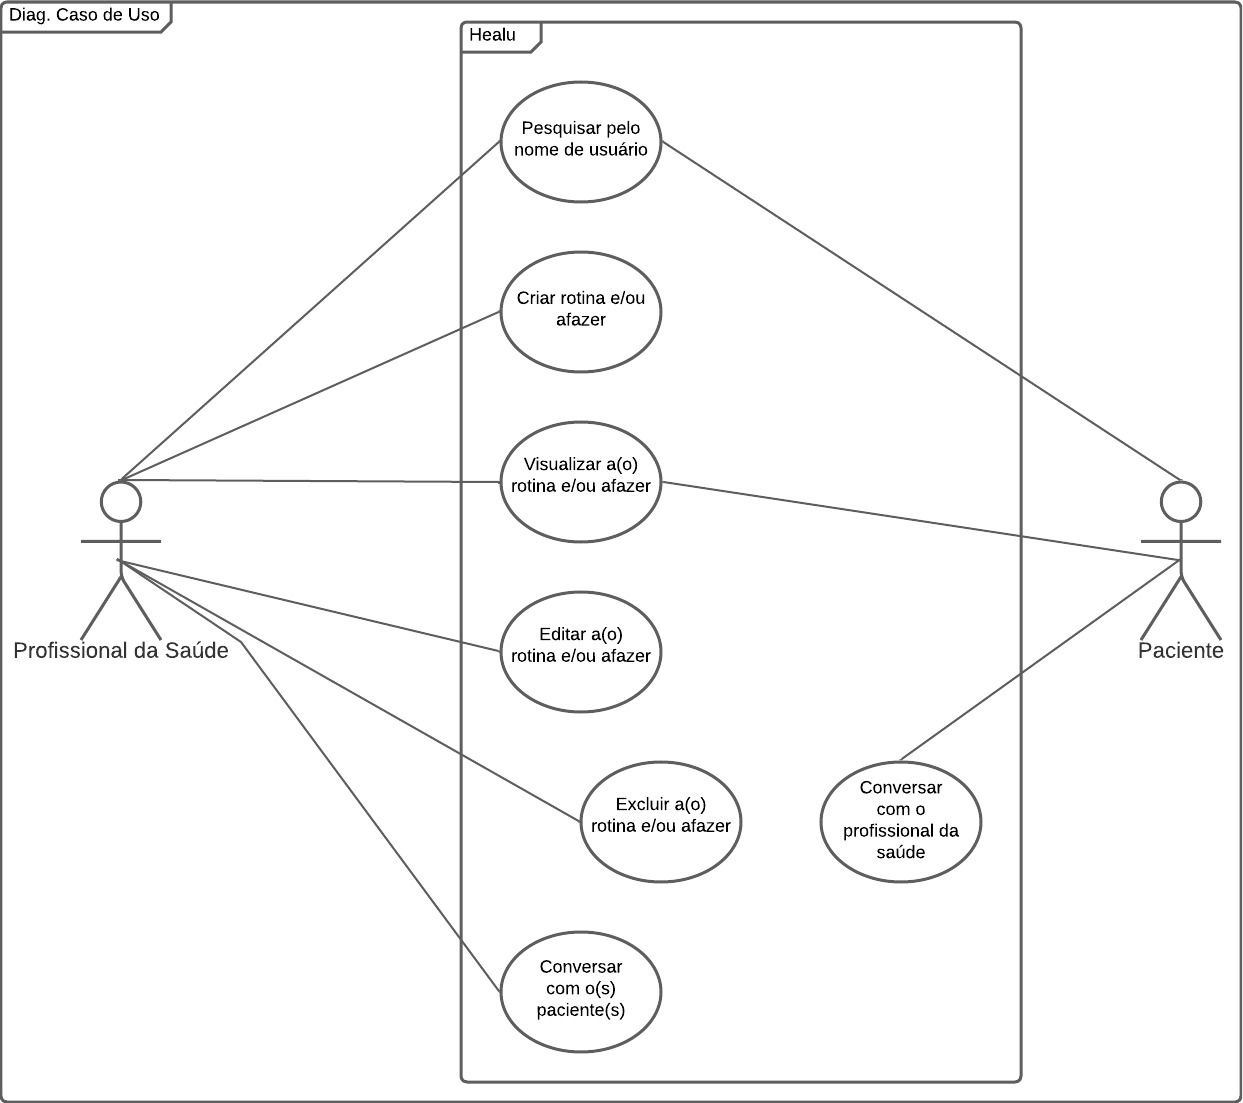 Diag. Caso de Uso
Healu
Pesquisar pelo
nome de usuário
Criar rotina e/ou
afazer
Visualizar a(o)
rotina e/ou afazer
Profissional da Saúde
Paciente
Editar a(o)
rotina e/ou afazer
Excluir a(o)
rotina e/ou afazer
Conversar
com o
profissional da
saúde
Conversar
com o(s)
paciente(s)